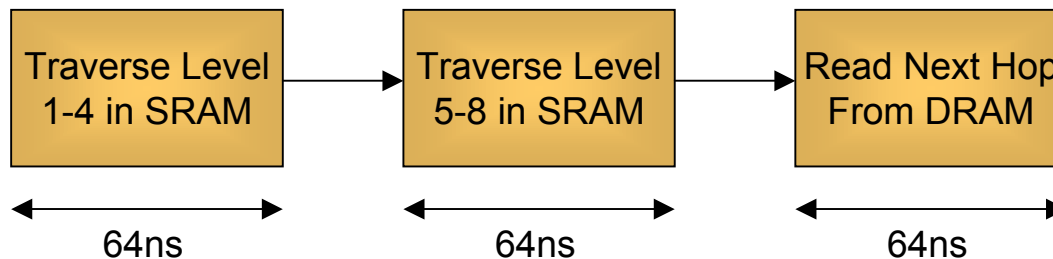 Traverse Level
1-4 in SRAM
Traverse Level
5-8 in SRAM
Read Next Hop
From DRAM
64ns
64ns
64ns